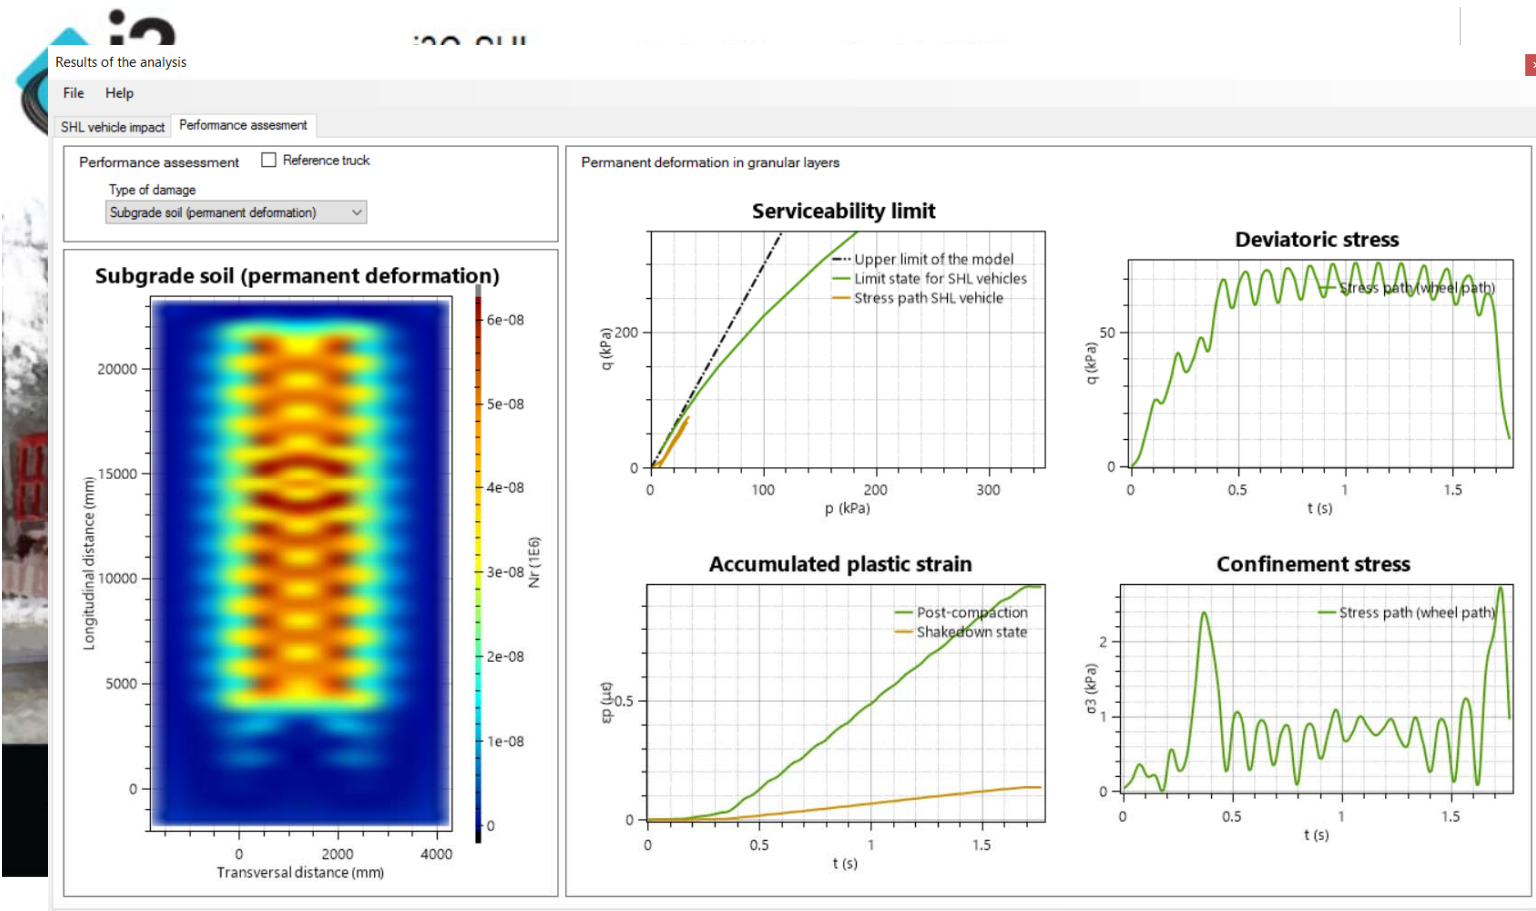 Results of the analysis
File Help
SHL vehicle impact Performance assesment
Performance assessment Reference truck
Type of damage
Subgrade soil (permanent deformation)
Subgrade soil (permanent deformation)
6e-08
5e-08
4e-08
3e-08
2e-08
1e-08
0
Nr (1E6)
20000
15000
10000
5000
0
Longitudinal distance (mm)
0 2000 4000
Transversal distance (mm)
Permanent deformation in granular layers
Serviceability limit
Upper limit of the model
Limit state for SHL vehicles
Stress path SHL vehicle
200
0
q (kPa)
0 100 200 300
p (kPa)
Deviatoric stress
Stress path (wheel path)
50
0
q (kPa)
0 0.5 1 1.5
t (s)
Accumulated plastic strain
Post-compaction
Shakedown state
0.5
0
εp (με)
0 0.5 1 1.5
t (s)
Confinement stress
Stress path (wheel path)
2
1
0
σ3 (kPa)
0 0.5 1 1.5
t (s)